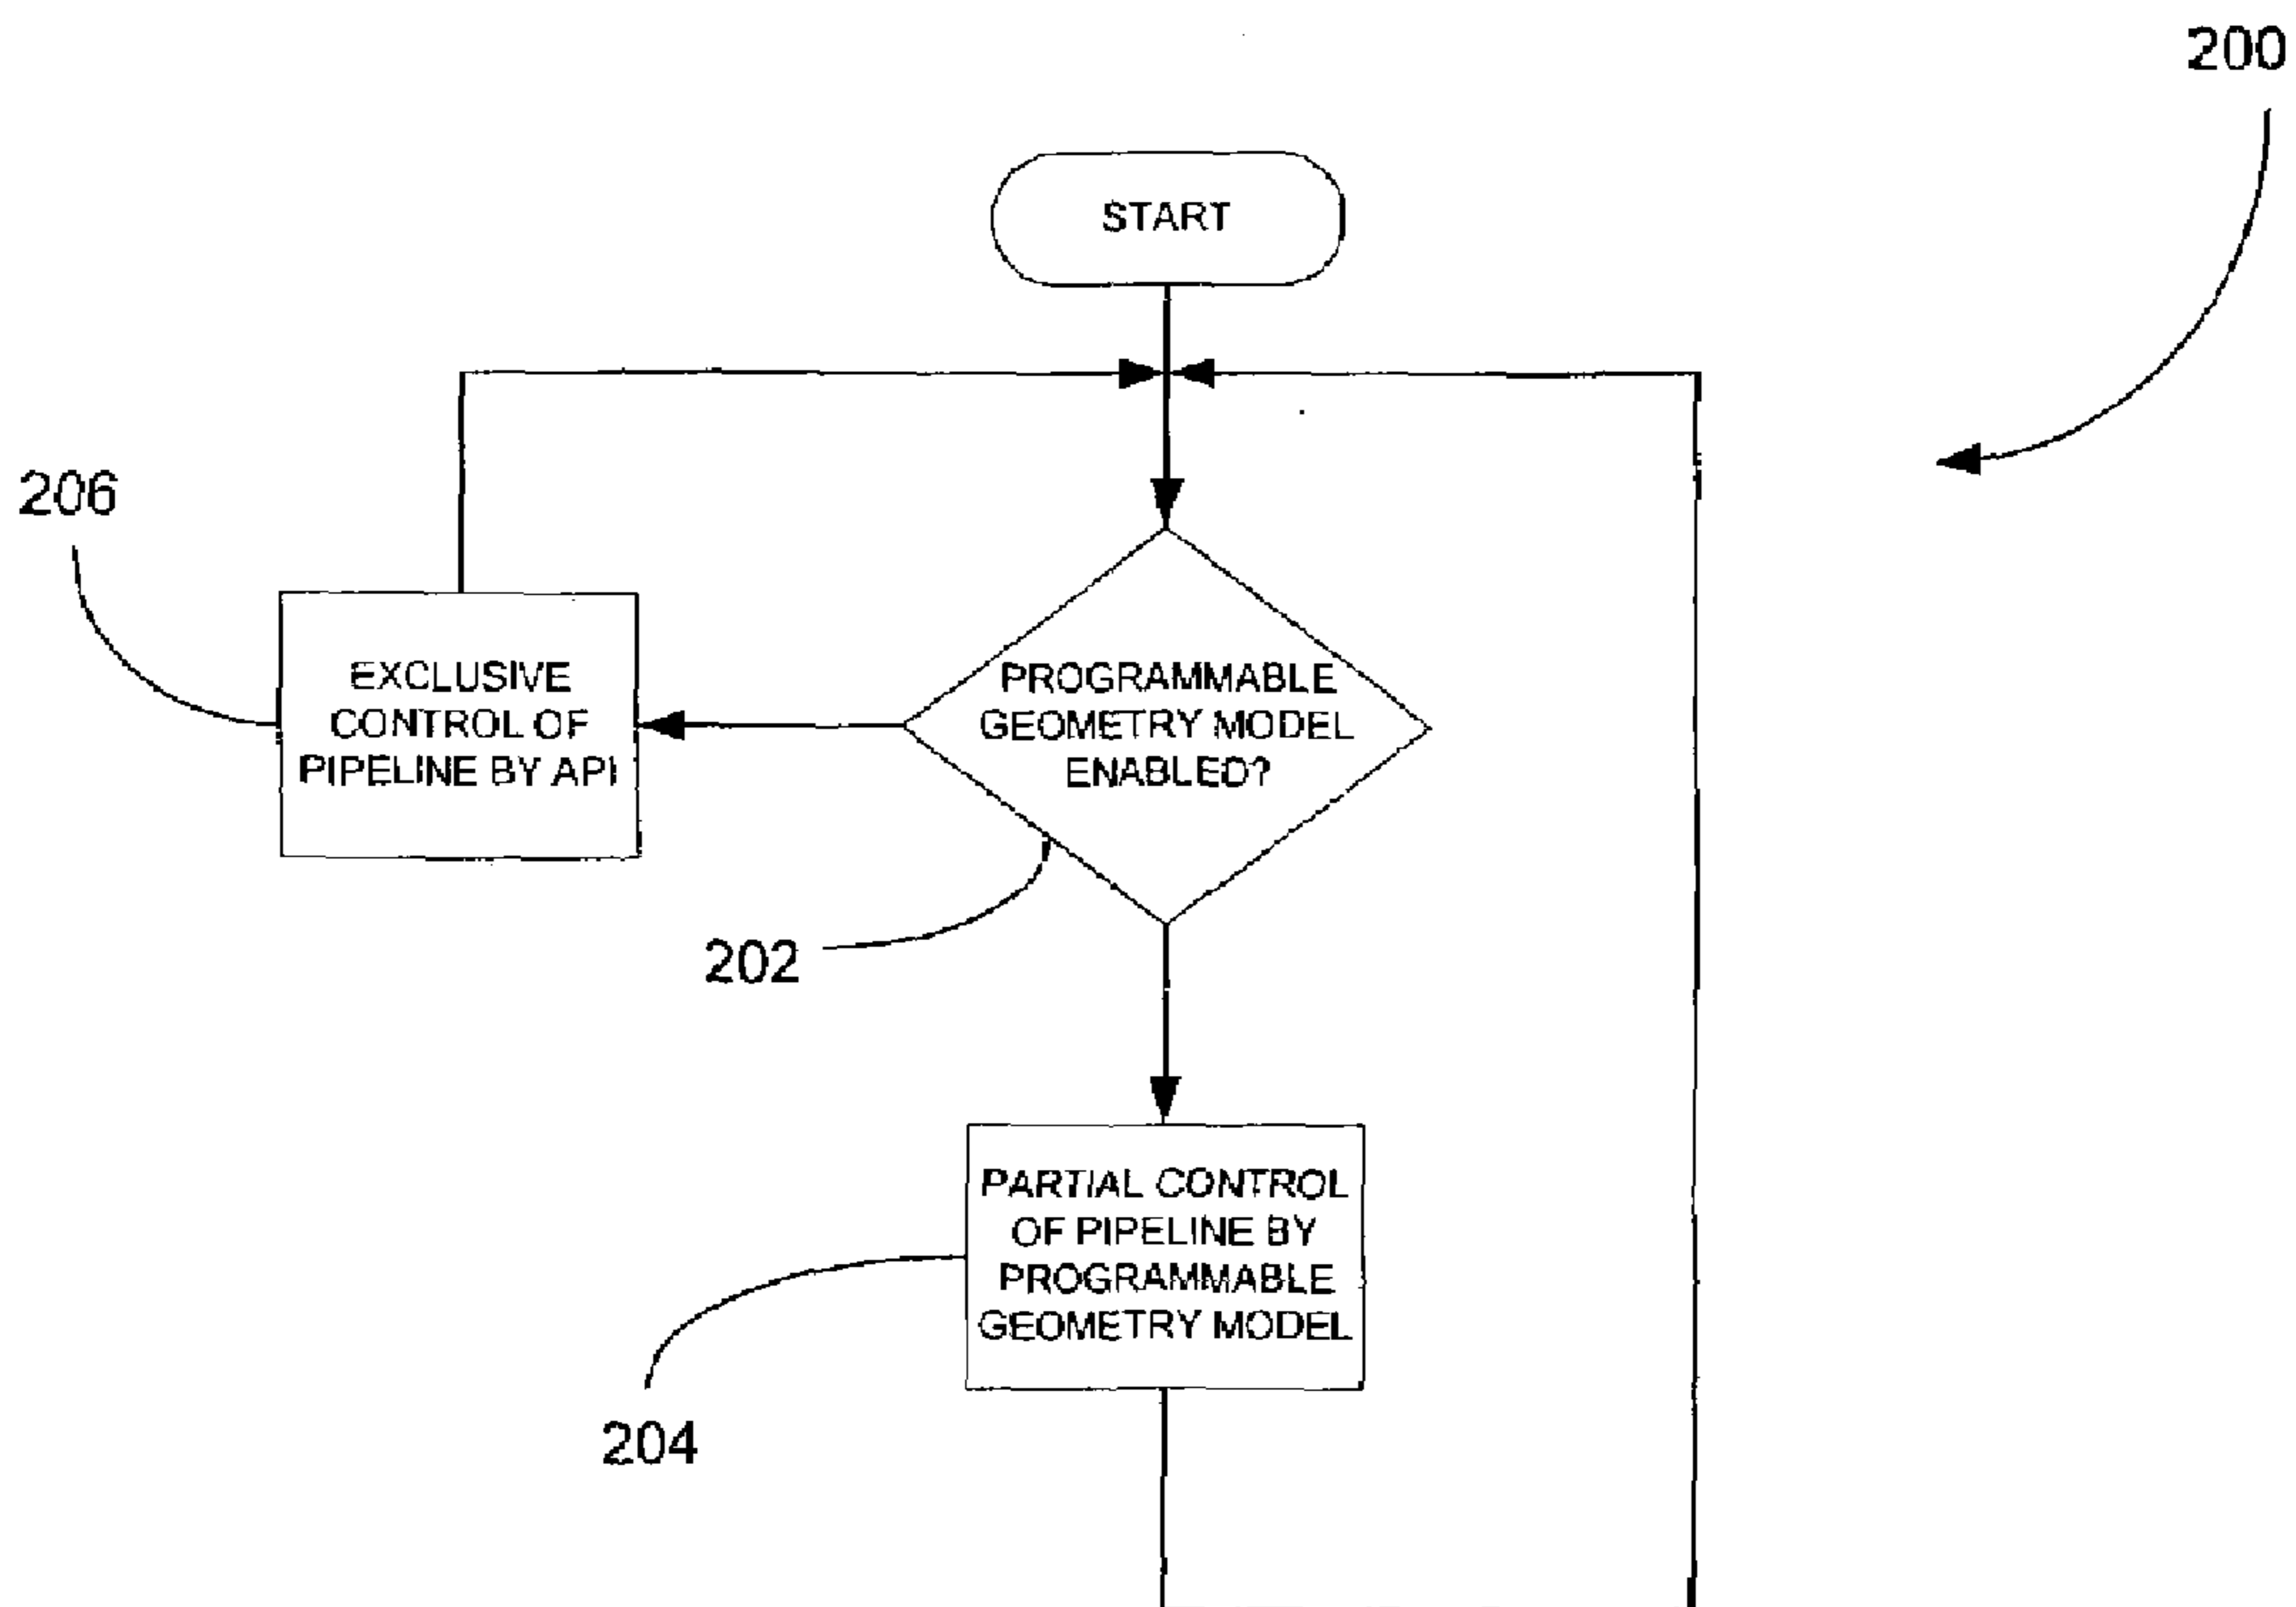 200
START
206
EXCLUSIVE
CONTROL OF
PIPELINE BY API
PROGRAMMABLE
GEOMETRY MODEL
ENABLED?
202
PARTIAL CONTROL
OF PIPELINE BY
PROGRAMMABLE
GEOMETRY MODEL
204